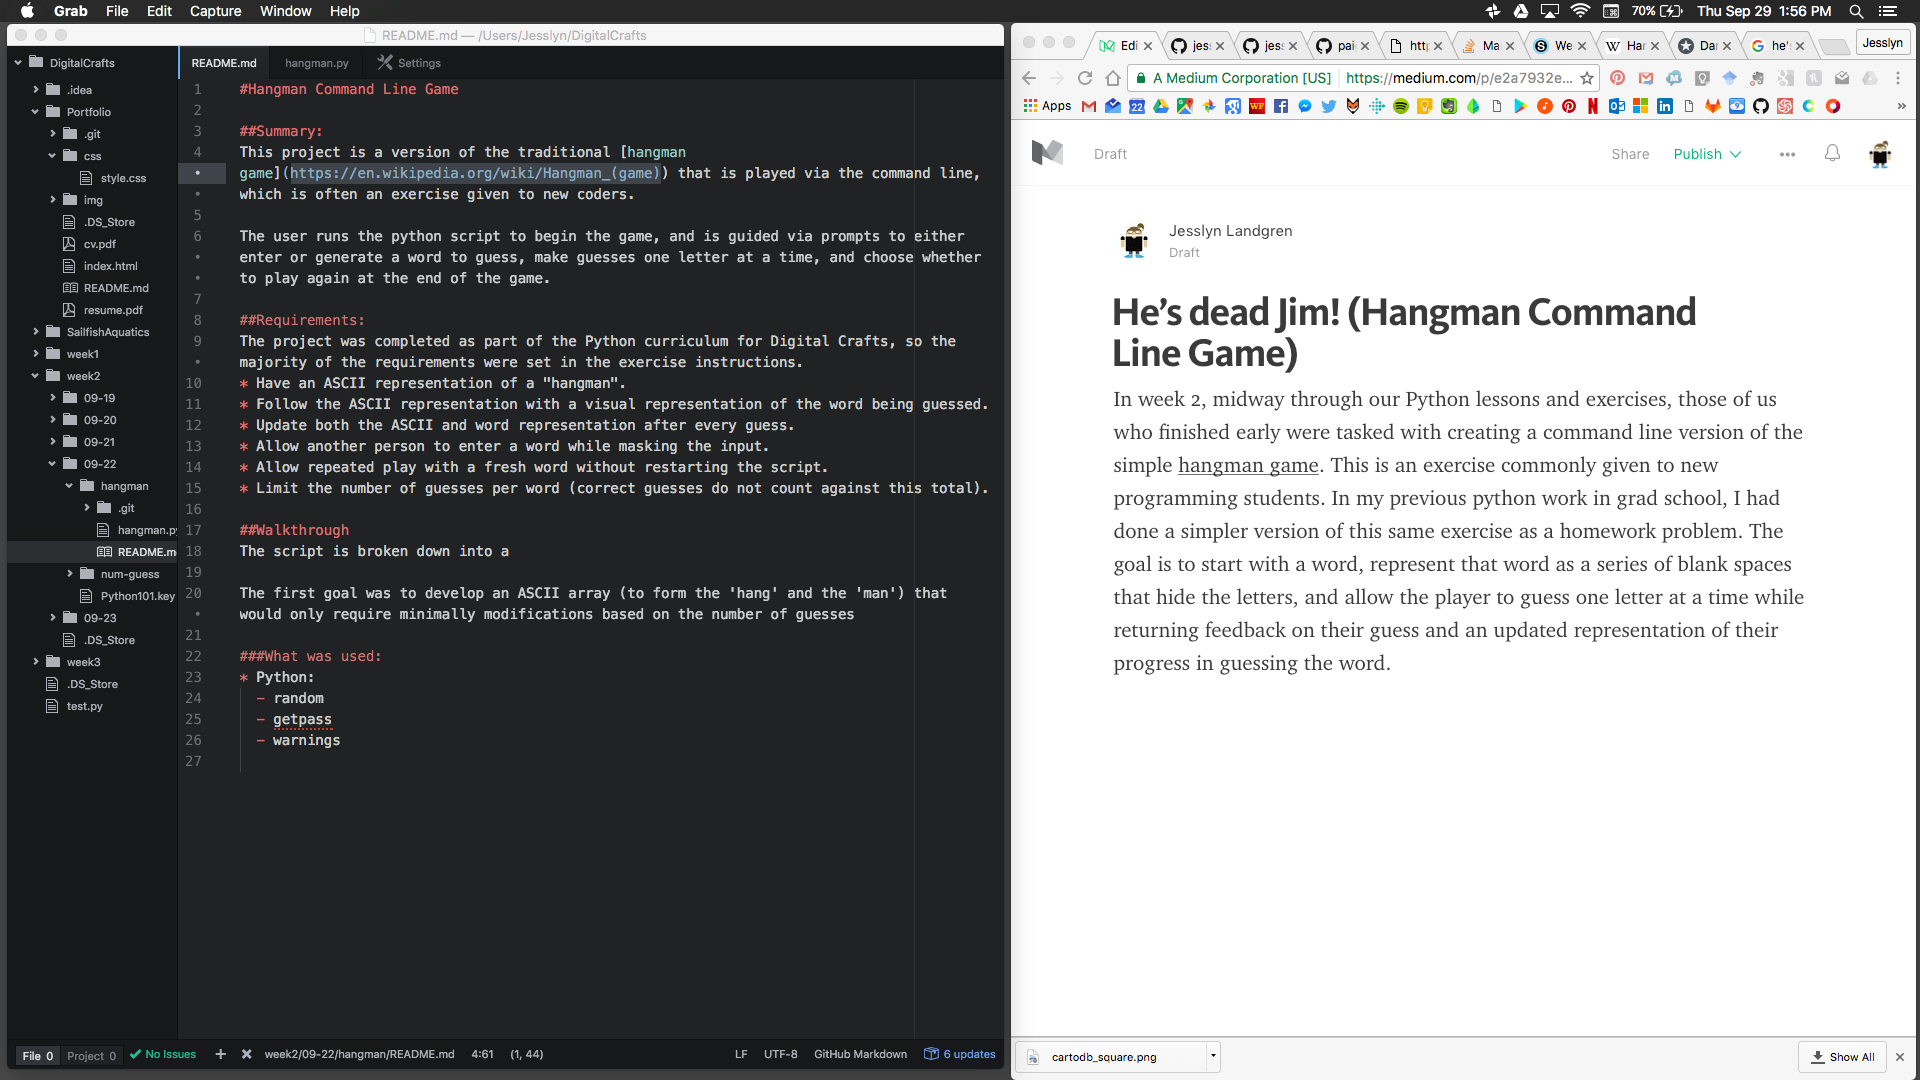 Grab File Edit Capture Window Help
70% Thu Sep 29 1:56 PM
README.md — /Users/Jesslyn/DigitalCrafts
DigitalCrafts
.idea
Portfolio
.git
css
style.css
img
.DS_Store
cv.pdf
index.html
README.md
resume.pdf
SailfishAquatics
week1
week2
09-19
09-20
09-21
09-22
hangman
.git
hangman.py
README.m
num-guess
Python101.key
09-23
.DS_Store
week3
.DS_Store
test.py
README.md hangman.py Settings
1 #Hangman Command Line Game
2
3 ##Summary:
4 This project is a version of the traditional [hangman
• game](https://en.wikipedia.org/wiki/Hangman_(game)) that is played via the command line,
• which is often an exercise given to new coders.
5
6 The user runs the python script to begin the game, and is guided via prompts to either
• enter or generate a word to guess, make guesses one letter at a time, and choose whether
• to play again at the end of the game.
7
8 ##Requirements:
9 The project was completed as part of the Python curriculum for Digital Crafts, so the
• majority of the requirements were set in the exercise instructions.
10 * Have an ASCII representation of a "hangman".
11 * Follow the ASCII representation with a visual representation of the word being guessed.
12 * Update both the ASCII and word representation after every guess.
13 * Allow another person to enter a word while masking the input.
14 * Allow repeated play with a fresh word without restarting the script.
15 * Limit the number of guesses per word (correct guesses do not count against this total).
16
17 ##Walkthrough
18 The script is broken down into a
19
20 The first goal was to develop an ASCII array (to form the 'hang' and the 'man') that
• would only require minimally modifications based on the number of guesses
21
22 ###What was used:
23 * Python:
24 - random
25 - getpass
26 - warnings
27
File 0 Project 0 No Issues + week2/09-22/hangman/README.md 4:61 (1, 44) LF UTF-8 GitHub Markdown 6 updates
Edi jes jes pai htt Ma We Har Da he' Jesslyn
A Medium Corporation [US] https://medium.com/p/e2a7932e...
Apps 22 WF »
Draft Share Publish
Jesslyn Landgren
Draft
He’s dead Jim! (Hangman Command
Line Game)
In week 2, midway through our Python lessons and exercises, those of us
who finished early were tasked with creating a command line version of the
simple hangman game. This is an exercise commonly given to new
programming students. In my previous python work in grad school, I had
done a simpler version of this same exercise as a homework problem. The
goal is to start with a word, represent that word as a series of blank spaces
that hide the letters, and allow the player to guess one letter at a time while
returning feedback on their guess and an updated representation of their
progress in guessing the word.
cartodb_square.png Show All